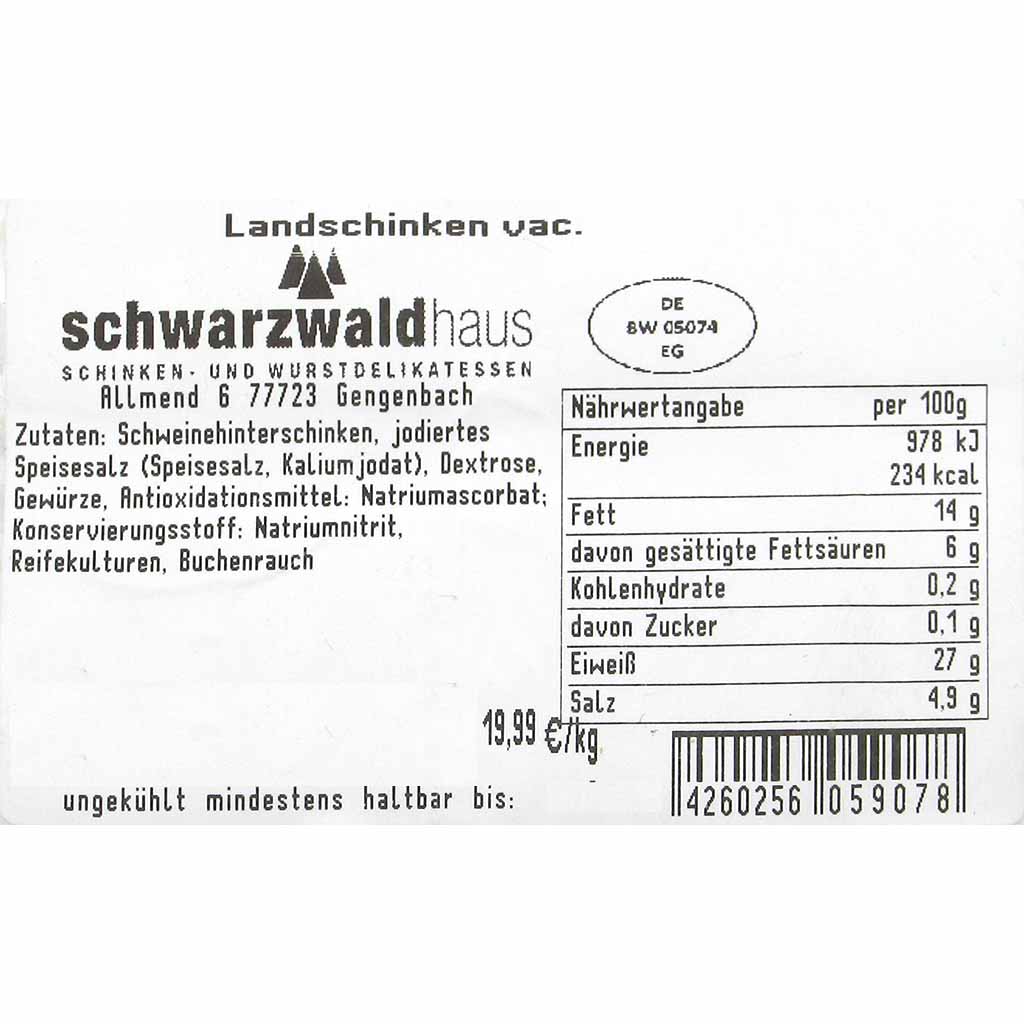 Landschinken vac.
schwarzwaldhaus
SCHINKEN- UND WURSTDELIKATESSEN
Allmend 6 77723 Gengenbach
Zutaten: Schweinehinterschinken, jodiertes
Speisesalz (Speisesalz, Kaliumjodat), Dextrose,
Gewürze, Antioxidationsmittel: Natriumascorbat;
Konservierungsstoff: Natriumnitrit,
Reifekulturen, Buchenrauch
DE
BW 05074
EG
Nährwertangabe per 100g
Energie 978 kJ
234 kcal
Fett 14 g
davon gesättigte Fettsäuren 6 g
Kohlenhydrate 0,2 g
davon Zucker 0,1 g
Eiweiß 27 g
Salz 4,9 g
19,99 €/kg
ungekühlt mindestens haltbar bis:
4260256 059078